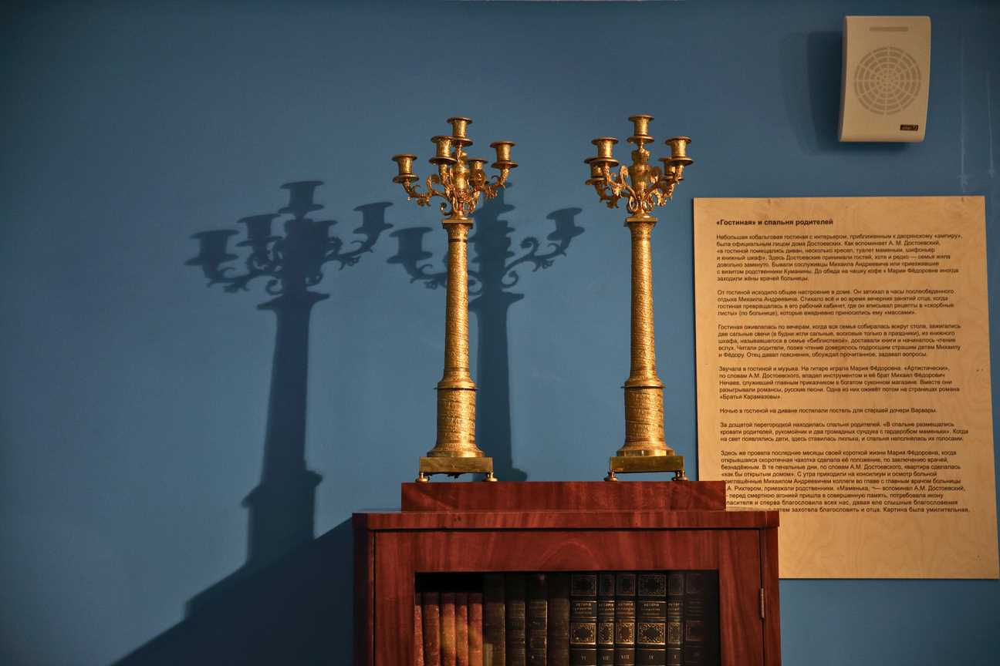 «Гостиная» и спальня родителей
Небольшая кобальтовая гостиная с интерьером, приближенным к дворянскому «ампиру»,
была официальным лицом дома Достоевских. Как вспоминает А. М. Достоевский,
«в гостиной помещались диван, несколько кресел, туалет маменьки, шифоньер
и книжный шкаф». Здесь Достоевские принимали гостей, хотя и редко — семья жила
довольно замкнуто. Бывали сослуживцы Михаила Андреевича или приезжавшие
с визитом родственники Куманины. До обеда на чашку кофе к Марии Фёдоровне иногда
заходили жёны врачей больницы.
От гостиной исходило общее настроение в доме. Он затихал в часы послеобеденного
отдыха Михаила Андреевича. Стихало всё и во время вечерних занятий отца, когда
гостиная превращалась в его рабочий кабинет, где он вписывал рецепты в «скорбные
листы» (по больнице), которые ежедневно приносились ему «массами».
Гостиная оживлялась по вечерам, когда вся семья собиралась вокруг стола, зажигались
две сальные свечи (в будни жгли сальные, восковые только в праздники), из книжного
шкафа, называвшегося в семье «библиотекой», доставали книги и начиналось чтение
вслух. Читали родители, позже чтение доверялось подросшим страшим детям Михаилу
и Фёдору. Отец давал пояснения, обсуждал прочитанное, задавал вопросы.
Звучала в гостиной и музыка. На гитаре играла Мария Фёдоровна. «Артистически»,
по словам А.М. Достоевского, владел инструментом и её брат Михаил Фёдорович
Нечаев, служивший главным приказчиком в богатом суконном магазине. Вместе они
разыгрывали романсы, русские песни. Одна из них оживёт потом на страницах романа
«Братья Карамазовы».
Ночью в гостиной на диване постилали постель для старшей дочери Варвары.
За дощатой перегородкой находилась спальня родителей. «В спальне размещались
кровати родителей, рукомойник и два громадных сундука с гардеробом маменьки». Когда
на свет появлялись дети, здесь ставилась люлька, и спальня наполнялась их голосами.
Здесь же провела последние месяцы своей короткой жизни Мария Фёдоровна, когда
открывшаяся скоротечная чахотка сделала её положение, по заключению врачей,
безнадёжным. В те печальные дни, по словам А.М. Достоевского, квартира сделалась
«как бы открытым домом». С утра приходили на консилиум и осмотр больной
приглашённые Михаилом Андреевичем коллеги во главе с главным врачом больницы
А. Рихтером, приезжали родственники. «Маменька, — вспоминал А.М. Достоевский,
— перед смертною агонией пришла в совершенную память, потребовала икону
спасителя и сперва благословила всех нас, давая еле слышные благословения
затем захотела благословить и отца. Картина была умилительная,
ИСТОРІЯ ИСТОРІЯ ИСТОРІЯ ИСТОРІЯ ИСТОРІЯ
VI VII VIII IX X